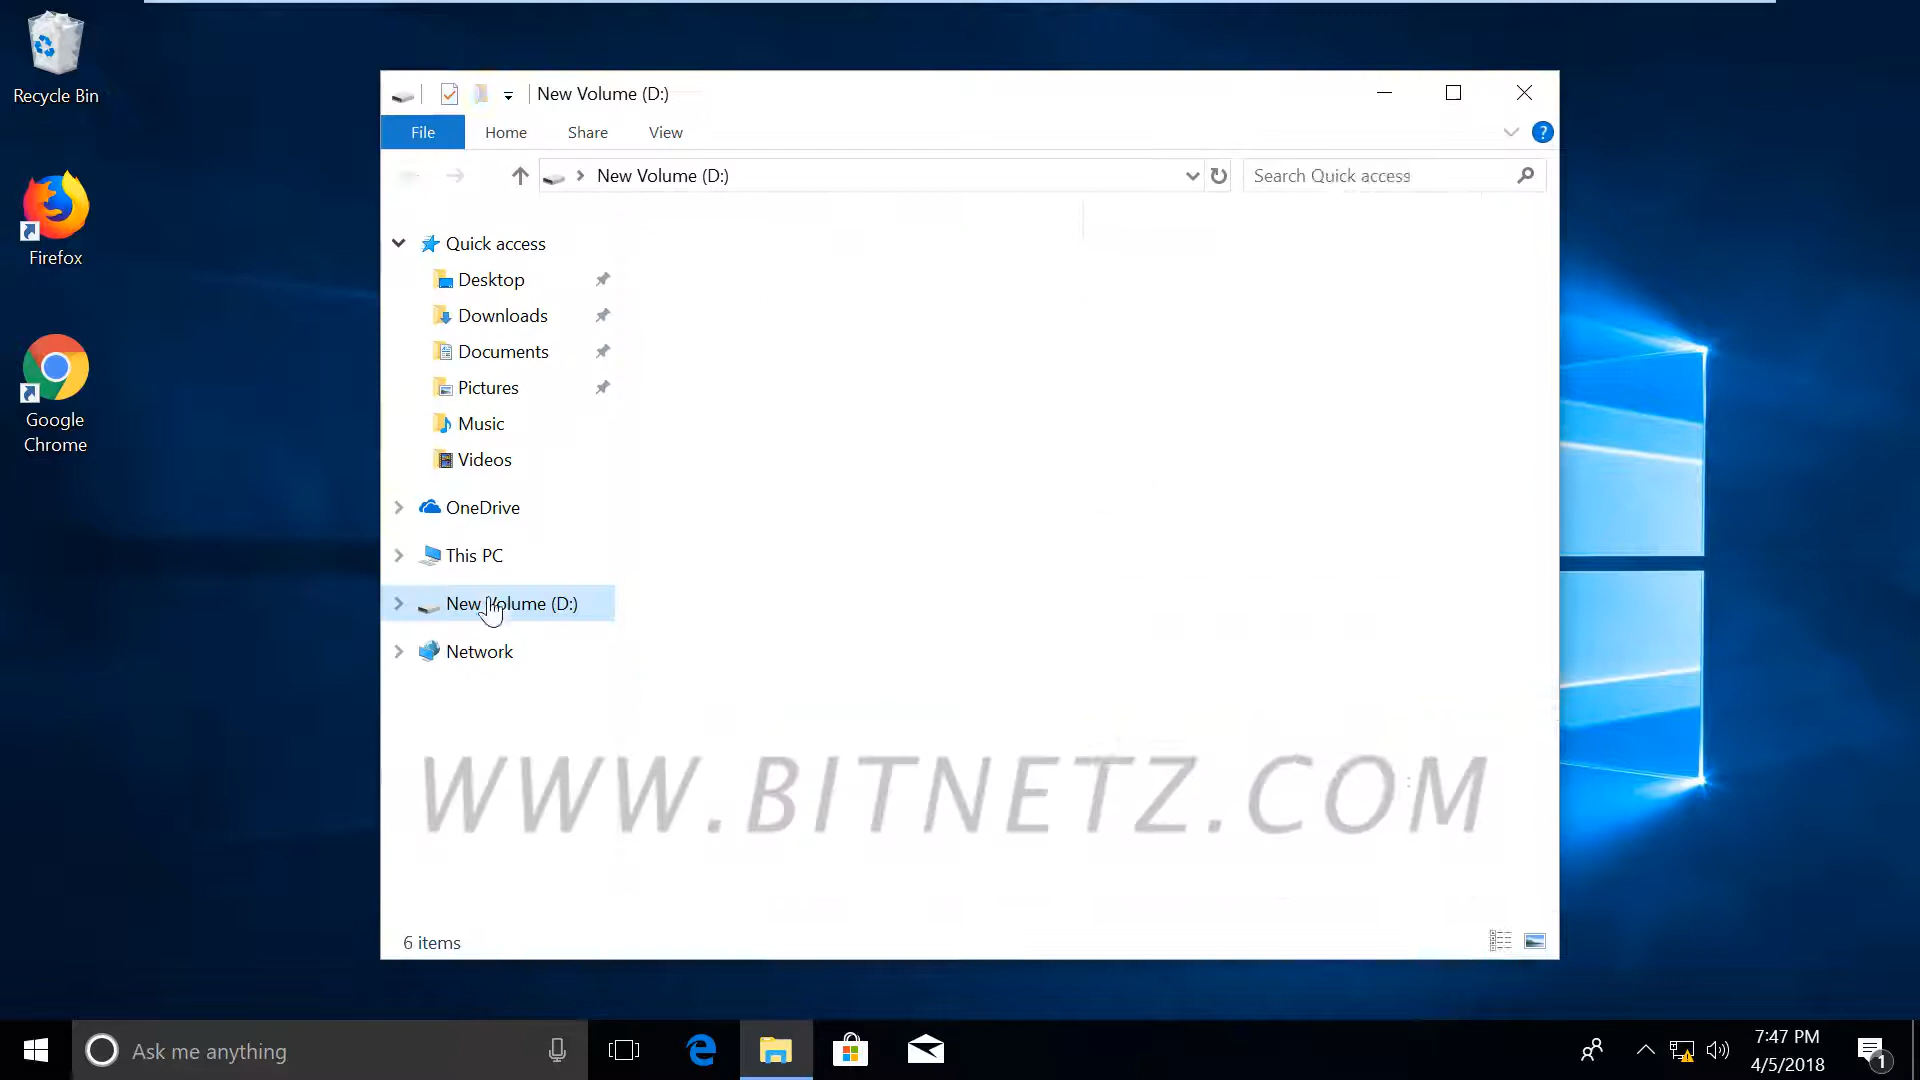 Recycle Bin
Firefox
Google
Chrome
New Volume (D:)
File Home Share View
?
New Volume (D:)
Search Quick access
Quick access
Desktop
Downloads
Documents
Pictures
Music
Videos
OneDrive
This PC
New Volume (D:)
Network
WWW.BITNETZ.COM
6 items
Ask me anything
7:47 PM
4/5/2018
1